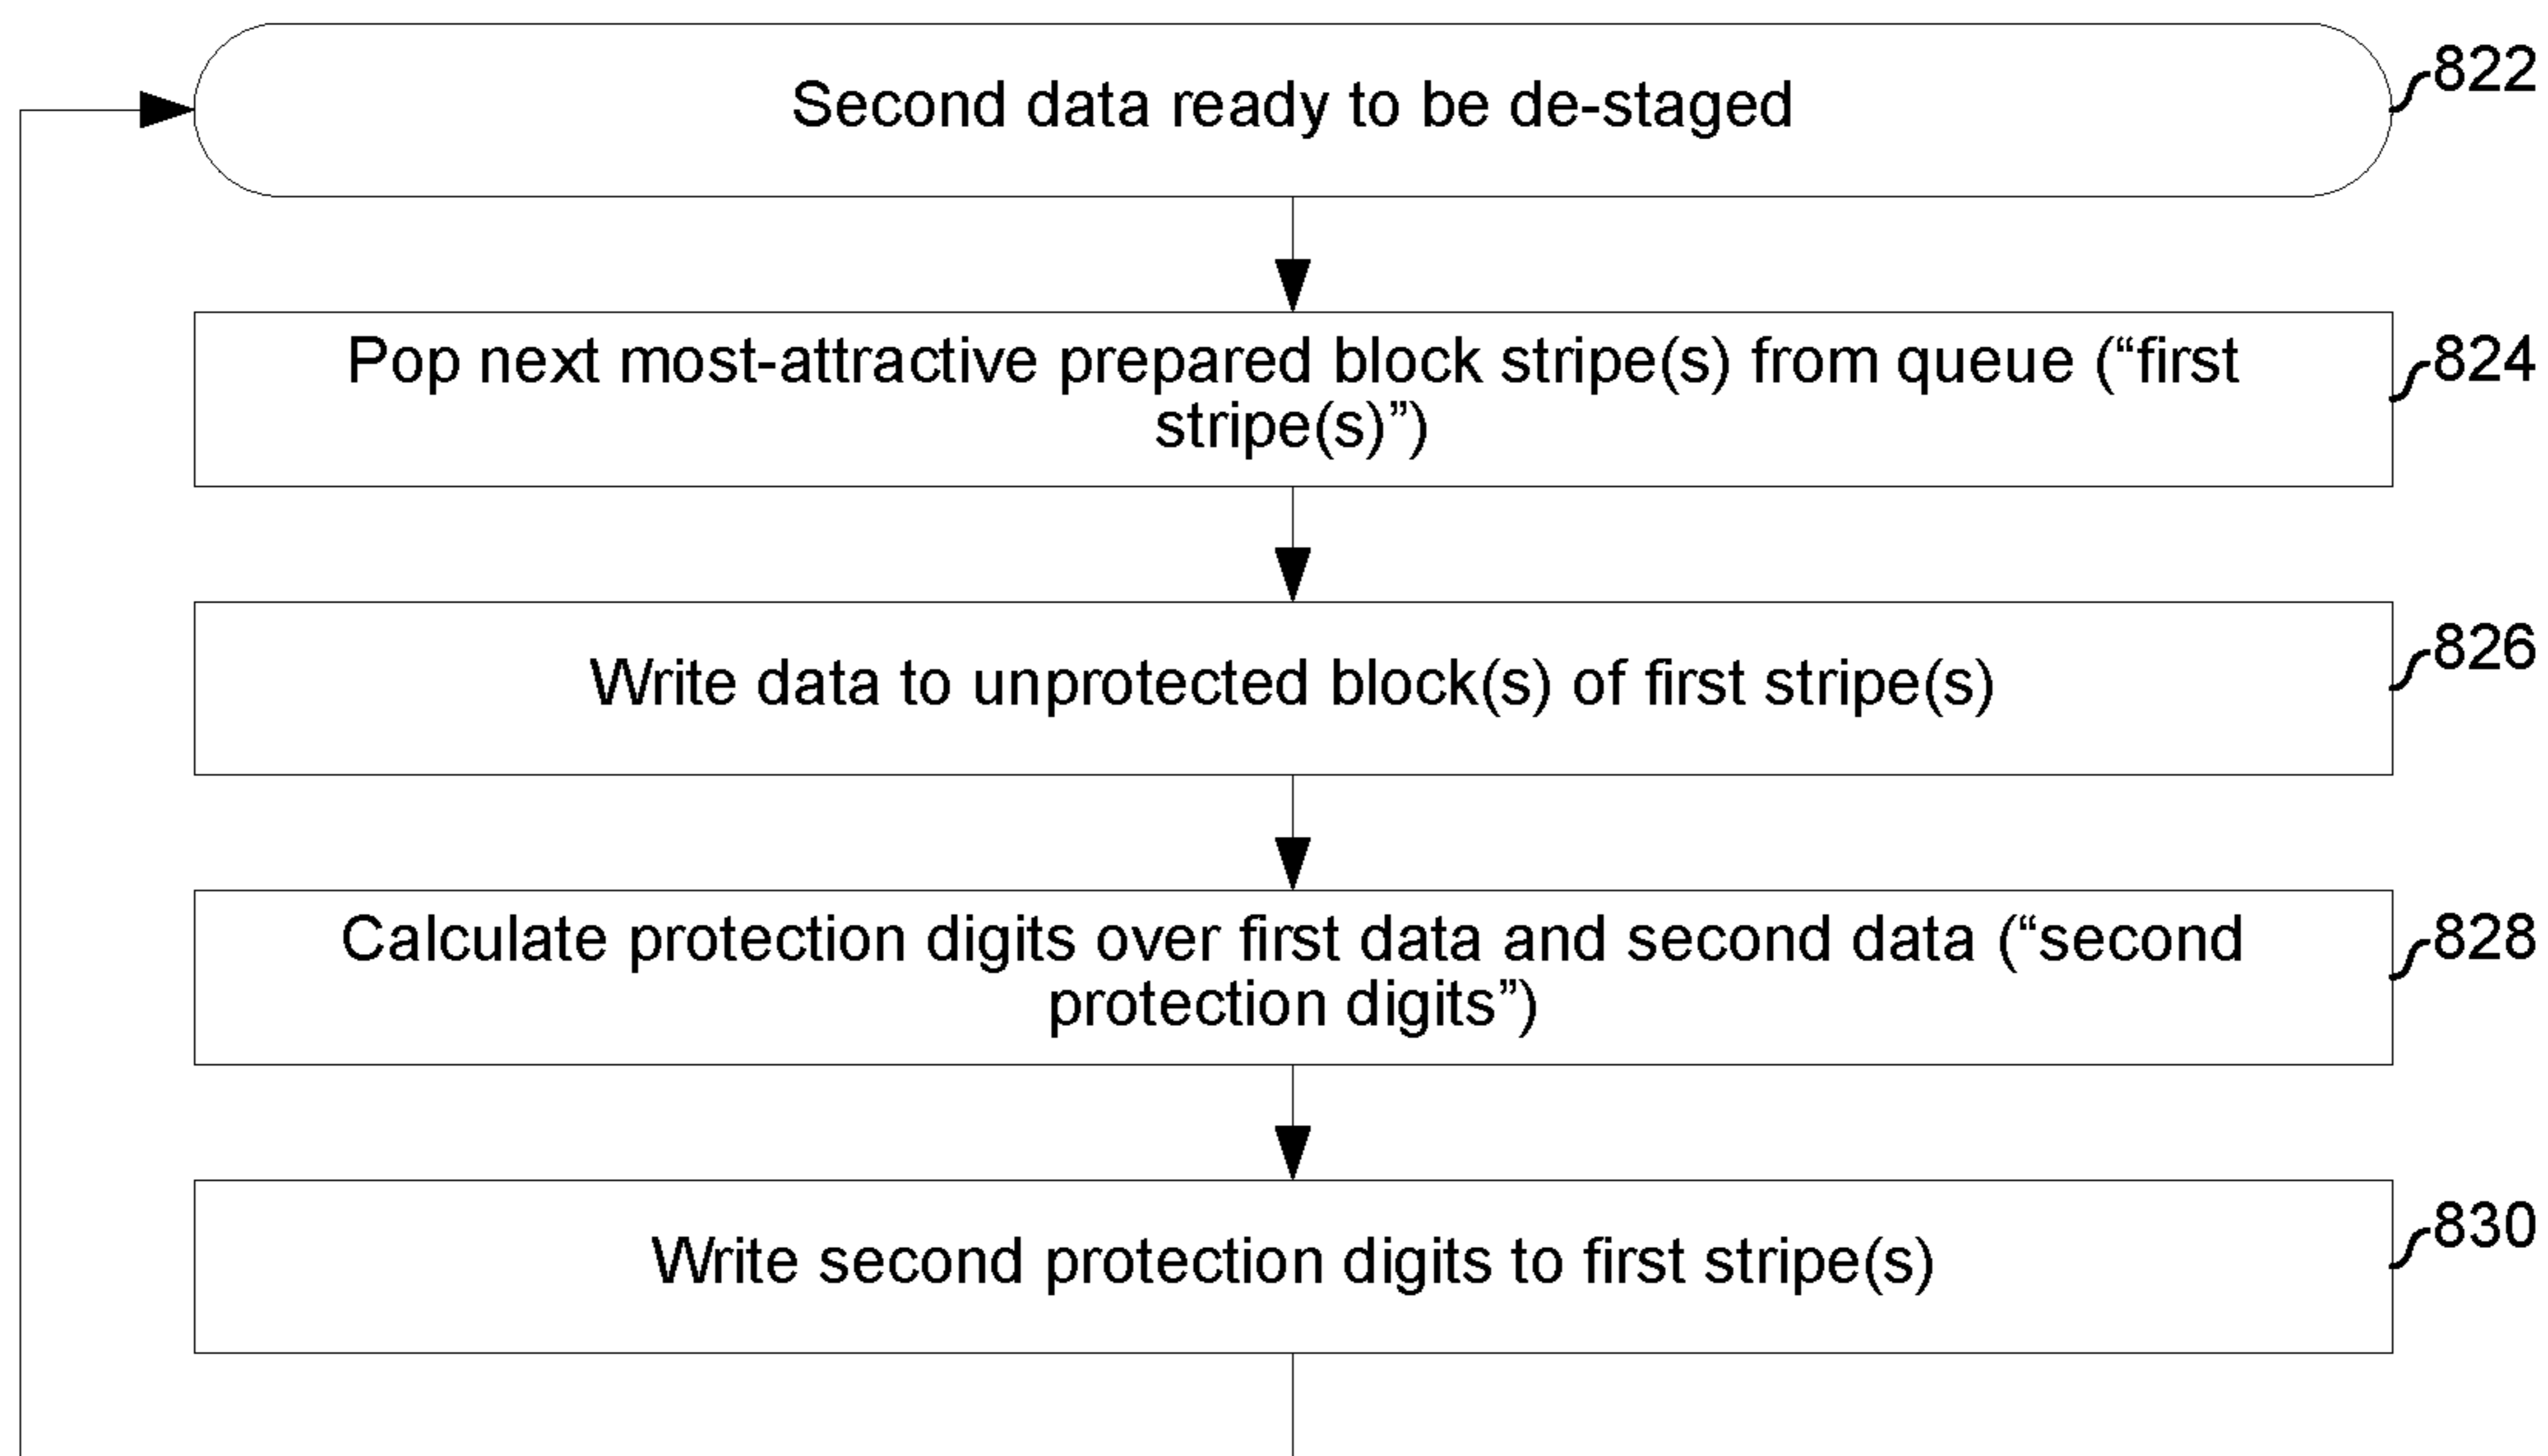 Second data ready to be de-staged
822
Pop next most-attractive prepared block stripe(s) from queue (“first
stripe(s)”)
824
Write data to unprotected block(s) of first stripe(s)
826
Calculate protection digits over first data and second data (“second
protection digits”)
828
Write second protection digits to first stripe(s)
830